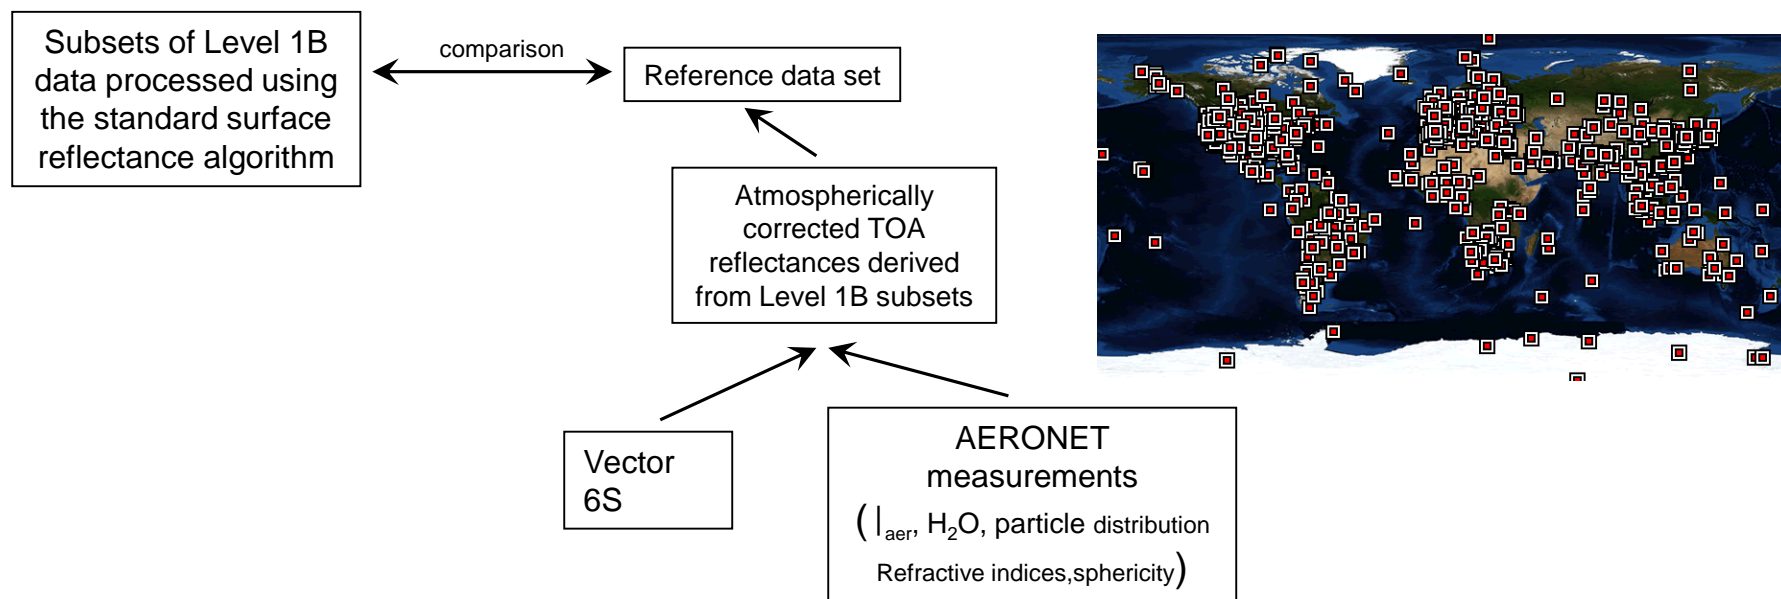 Subsets of Level 1B
data processed using
the standard surface
reflectance algorithm
comparison
Reference data set
Atmospherically
corrected TOA
reflectances derived
from Level 1B subsets
Vector
6S
AERONET
measurements
(|aer, H2O, particle distribution
Refractive indices,sphericity)